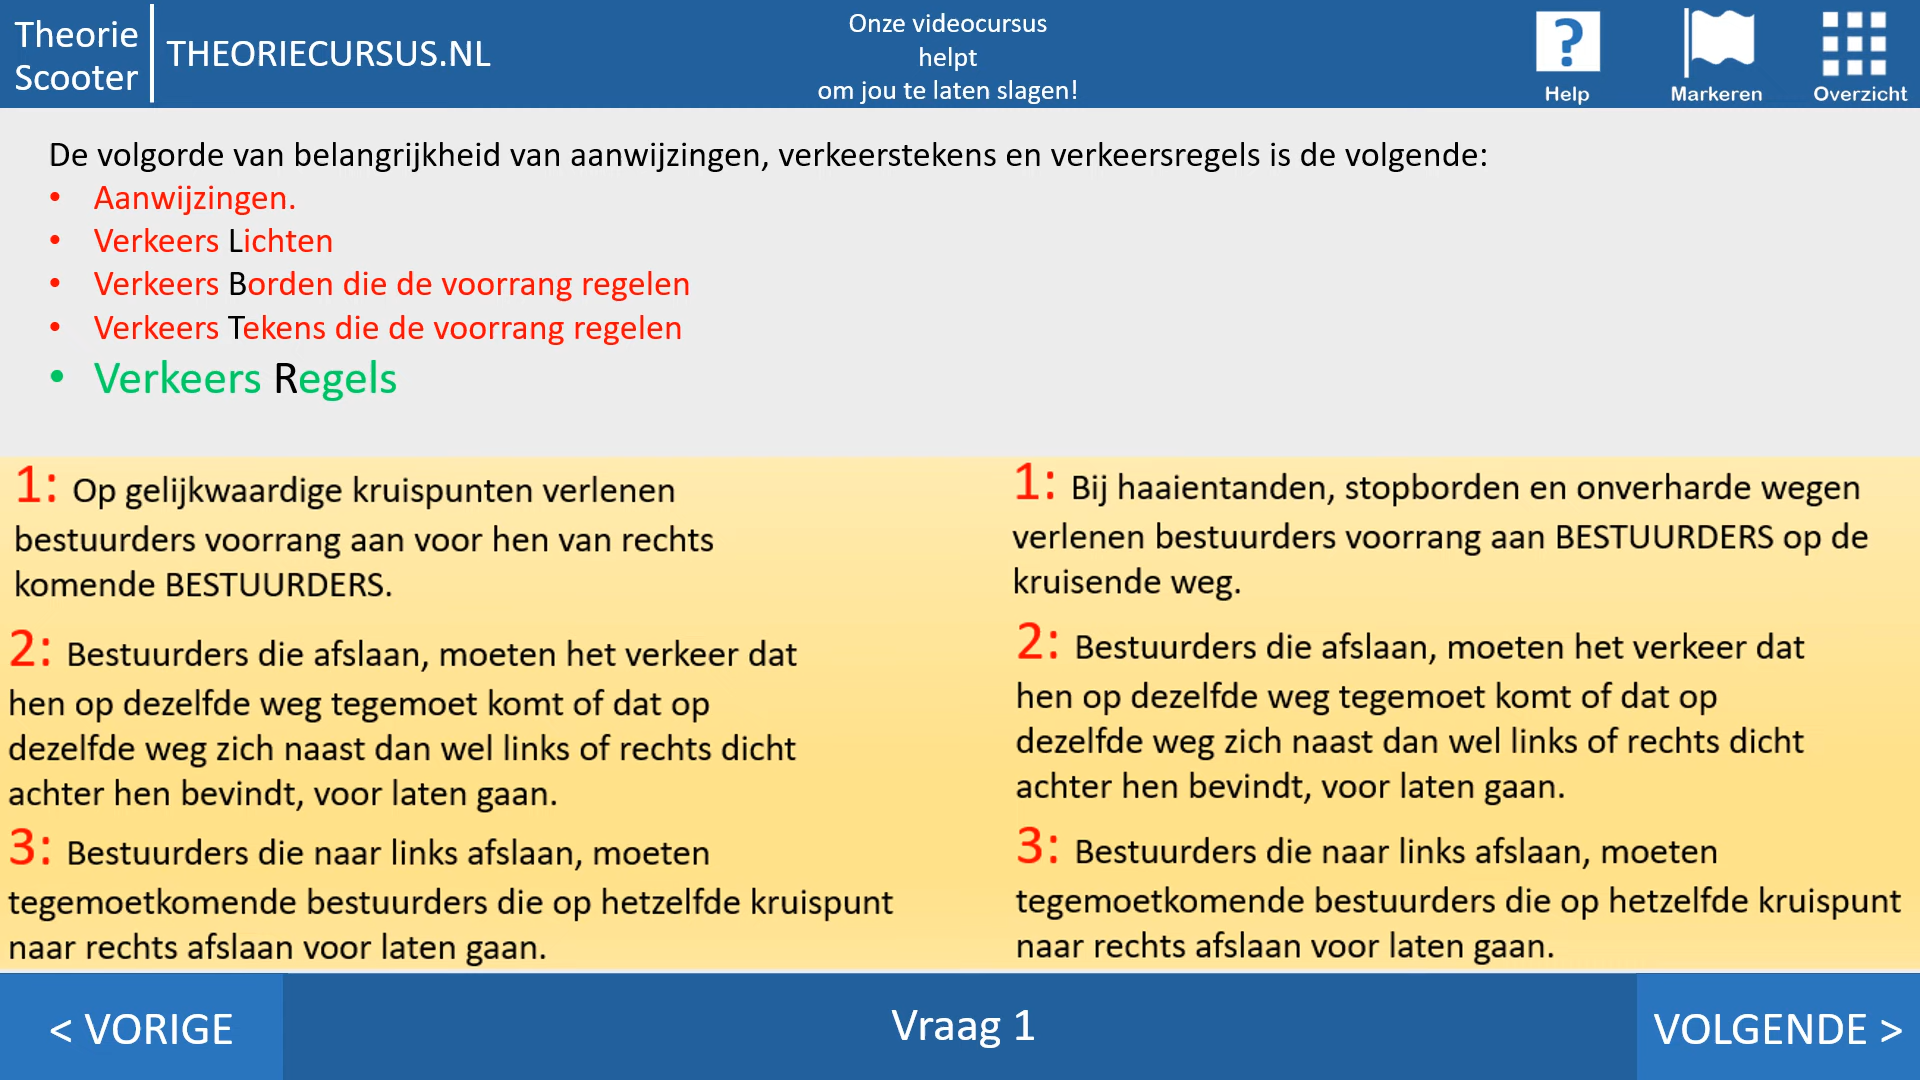 Theorie
Scooter
THEORIECURSUS.NL
Onze videocursus
helpt
om jou te laten slagen!
?
Help
Markeren
Overzicht
De volgorde van belangrijkheid van aanwijzingen, verkeerstekens en verkeersregels is de volgende:
• Aanwijzingen.
• Verkeers Lichten
• Verkeers Borden die de voorrang regelen
• Verkeers Tekens die de voorrang regelen
• Verkeers Regels
1: Op gelijkwaardige kruispunten verlenen
bestuurders voorrang aan voor hen van rechts
komende BESTUURDERS.
2: Bestuurders die afslaan, moeten het verkeer dat
hen op dezelfde weg tegemoet komt of dat op
dezelfde weg zich naast dan wel links of rechts dicht
achter hen bevindt, voor laten gaan.
3: Bestuurders die naar links afslaan, moeten
tegemoetkomende bestuurders die op hetzelfde kruispunt
naar rechts afslaan voor laten gaan.
1: Bij haaientanden, stopborden en onverharde wegen
verlenen bestuurders voorrang aan BESTUURDERS op de
kruisende weg.
2: Bestuurders die afslaan, moeten het verkeer dat
hen op dezelfde weg tegemoet komt of dat op
dezelfde weg zich naast dan wel links of rechts dicht
achter hen bevindt, voor laten gaan.
3: Bestuurders die naar links afslaan, moeten
tegemoetkomende bestuurders die op hetzelfde kruispunt
naar rechts afslaan voor laten gaan.
< VORIGE
Vraag 1
VOLGENDE >